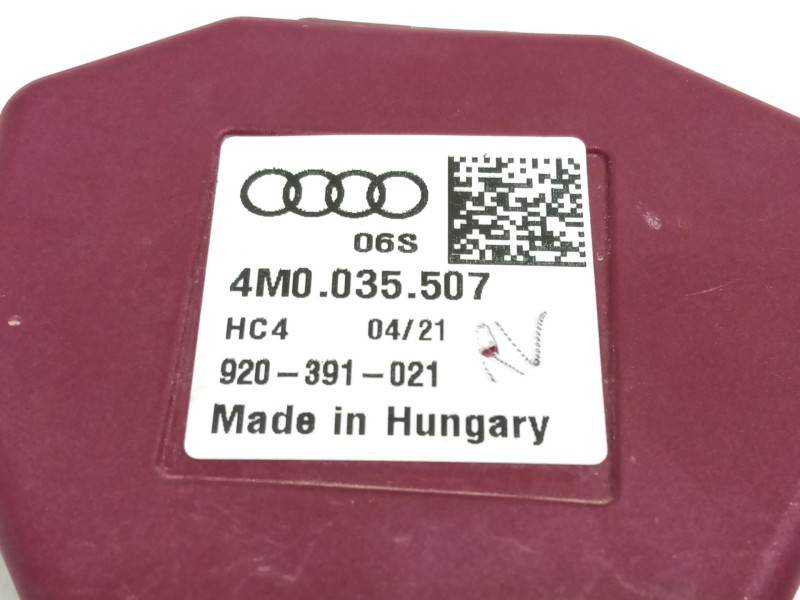 06S
4M0.035.507
HC4 04/21
920-391-021
Made in Hungary